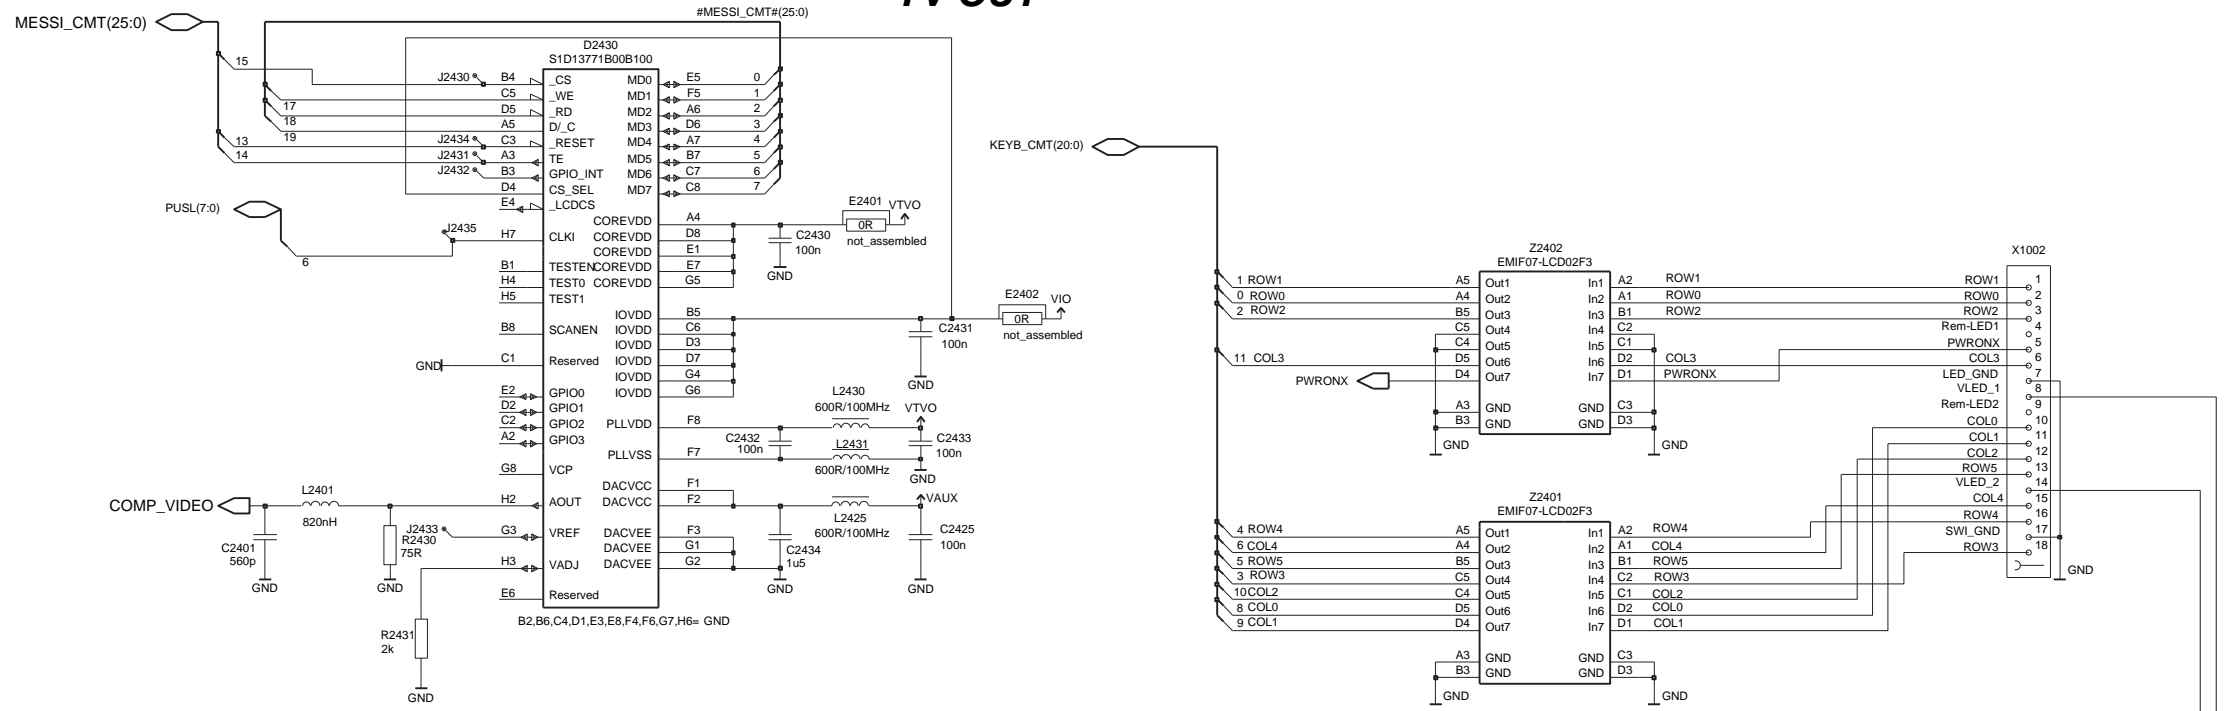 TV OUT
MESSI_CMT(25:0)
#MESSI_CMT#(25:0)
D2430
S1D13771B00B100
15
J2430 B4 _CS MD0 E5 0
C5 _WE MD1 F5 1
17
D5 _RD MD2 A6 2
18
A5 D/_C MD3 D6 3
19
13 J2434 C3 _RESET MD4 A7 4
14 J2431 A3 TE MD5 B7 5
J2432 B3 GPIO_INT MD6 C7 6
D4 CS_SEL MD7 C8 7
E4 _LCDCS
PUSL(7:0)
6
J2435
H7 CLKI
B1 TESTEN
H4 TEST0
H5 TEST1
B8 SCANEN
GND C1 Reserved
E2 GPIO0
D2 GPIO1
C2 GPIO2
A2 GPIO3
G8 VCP
H2 AOUT
G3 VREF
H3 VADJ
E6 Reserved
COREVDD A4
COREVDD D8
COREVDD E1
COREVDD E7
COREVDD G5
IOVDD B5
IOVDD C6
IOVDD D3
IOVDD D7
IOVDD G4
IOVDD G6
PLLVDD F8
PLLVSS F7
DACVCC F1
DACVCC F2
DACVEE F3
DACVEE G1
DACVEE G2
B2,B6,C4,D1,E3,E8,F4,F6,G7,H6= GND
E2401 VTVO
0R
not_assembled
C2430
100n
GND
E2402 VIO
0R
not_assembled
C2431
100n
GND
L2430
600R/100MHz
VTVO
C2432
100n
L2431
600R/100MHz
C2433
100n
GND
VAUX
L2425
600R/100MHz
C2434
1u5
GND
C2425
100n
GND
COMP_VIDEO
L2401
820nH
C2401
560p
GND
J2433
R2430
75R
GND
R2431
2k
GND
KEYB_CMT(20:0)
Z2402
EMIF07-LCD02F3
1 ROW1 A5 Out1 In1 A2 ROW1
0 ROW0 A4 Out2 In2 A1 ROW0
2 ROW2 B5 Out3 In3 B1 ROW2
C5 Out4 In4 C2
C4 Out5 In5 C1
11 COL3 D5 Out6 In6 D2 COL3
PWRONX D4 Out7 In7 D1 PWRONX
A3 GND GND C3
B3 GND GND D3
GND GND
Z2401
EMIF07-LCD02F3
4 ROW4 A5 Out1 In1 A2 ROW4
6 COL4 A4 Out2 In2 A1 COL4
5 ROW5 B5 Out3 In3 B1 ROW5
3 ROW3 C5 Out4 In4 C2 ROW3
10 COL2 C4 Out5 In5 C1 COL2
8 COL0 D5 Out6 In6 D2 COL0
9 COL1 D4 Out7 In7 D1 COL1
A3 GND GND C3
B3 GND GND D3
GND GND
X1002
ROW1 1
ROW0 2
ROW2 3
Rem-LED1 4
PWRONX 5
COL3 6
LED_GND 7
VLED_1 8
Rem-LED2 9
COL0 10
COL1 11
COL2 12
ROW5 13
VLED_2 14
COL4 15
ROW4 16
SWI_GND 17
ROW3 18
GND